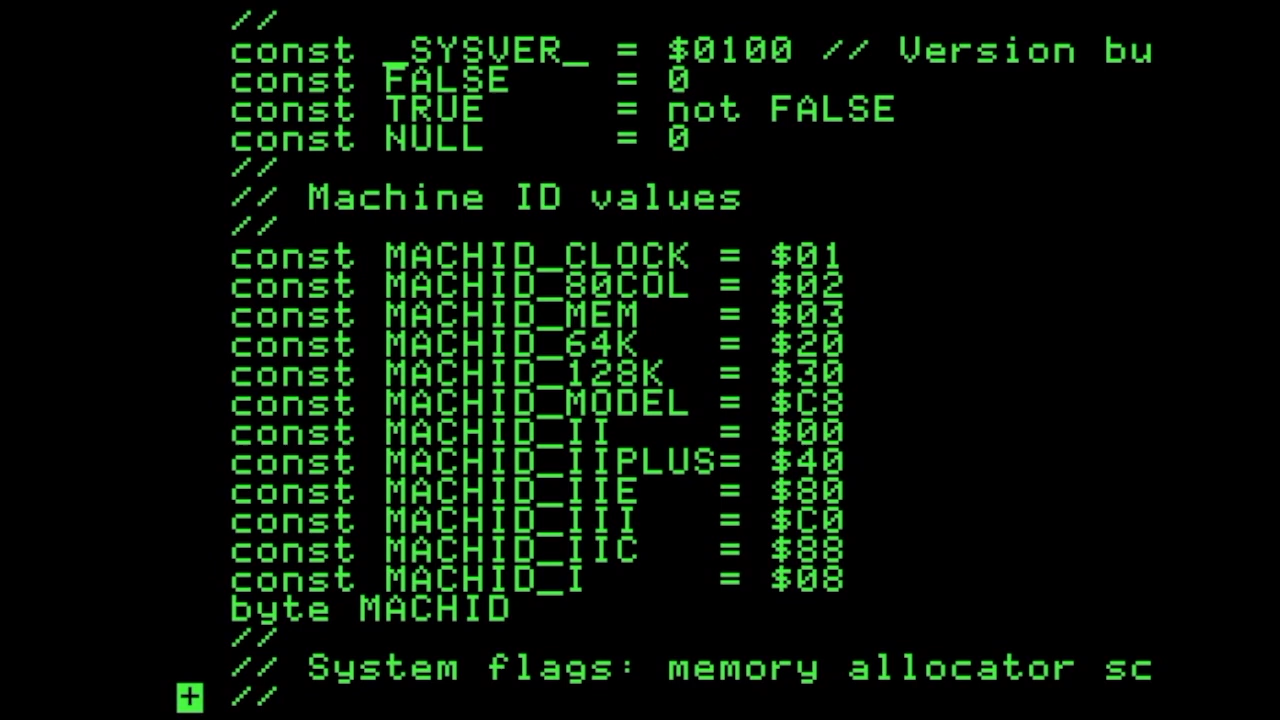 //
const _SYSVER_ = $0100 // Version bu
const FALSE    = 0
const TRUE     = not FALSE
const NULL     = 0
//
// Machine ID values
//
const MACHID_CLOCK = $01
const MACHID_80COL = $02
const MACHID_MEM   = $03
const MACHID_64K   = $20
const MACHID_128K  = $30
const MACHID_MODEL = $C8
const MACHID_II    = $00
const MACHID_IIPLUS= $40
const MACHID_IIE   = $80
const MACHID_III   = $C0
const MACHID_IIC   = $88
const MACHID_I     = $08
byte MACHID
//
// System flags: memory allocator sc
+ //